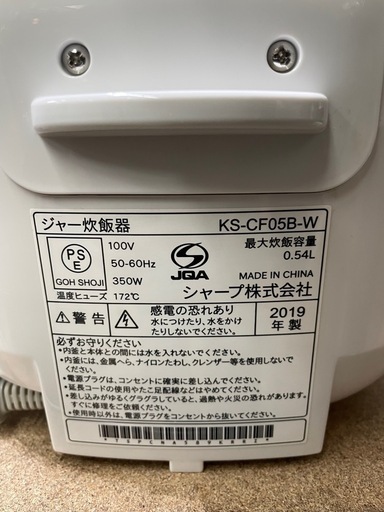 ジャー炊飯器 KS-CF05B-W
PS
E
GOH SHOJI
100V
50-60Hz
350W
温度ヒューズ 172℃
JQA
最大炊飯容量
0.54L
MADE IN CHINA
シャープ株式会社
警告
感電の恐れあり
水につけたり、水をかけ
たりしないでください。
2019
年製
必ずお守りください
•内釜と本体との間には水を入れないでください。
•内釜には、金属へら、ナイロンたわし、クレンザー等を使用しない
でください。
•電源プラグは、コンセントに確実に差し込んでください。
•延長コードの使用やたこ足配線などはやめてください。
•差し込みがゆるくグラグラしている場合、過熱や火災の恐れがあります。
すぐに修理をご依頼ください。
•使用時以外は、電源プラグをコンセントから抜いてください。